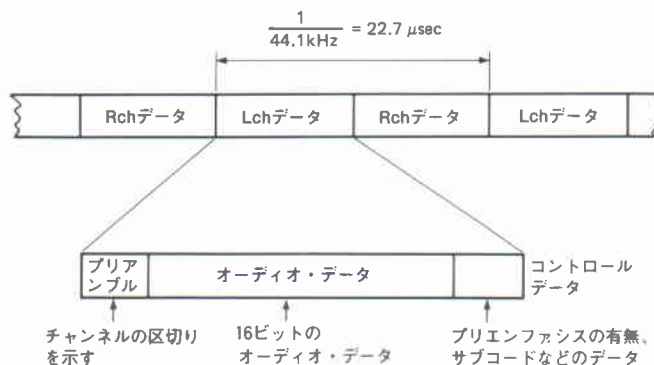 1
44.1kHz = 22.7 μsec
Rchデータ
Lchデータ
Rchデータ
Lchデータ
プリアンブル
オーディオ・データ
コントロール
データ
チャンネルの区切り
を示す
16ビットの
オーディオ・データ
プリエンファシスの有無、
サブコードなどのデータ